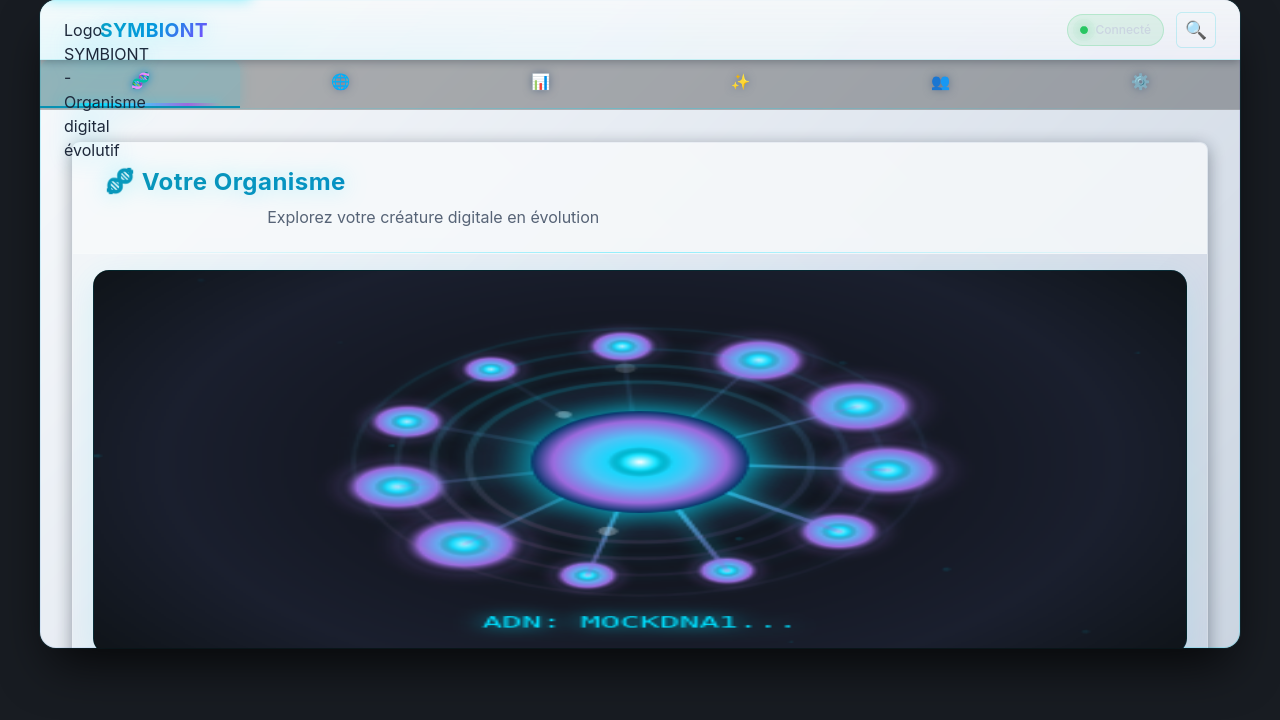 Logo
SYMBIONT
SYMBIONT
-
Organisme
digital
évolutif
Connecté
Votre Organisme
Explorez votre créature digitale en évolution
ADN: MOCKDNA1...